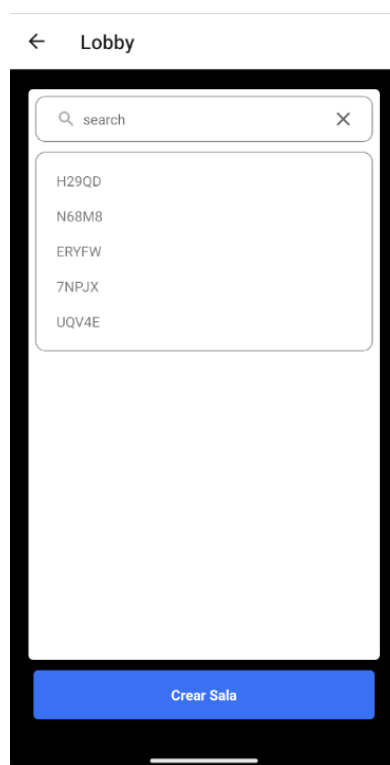 Lobby
search
H29QD
N68M8
ERYFW
7NPJX
UQV4E
Crear Sala